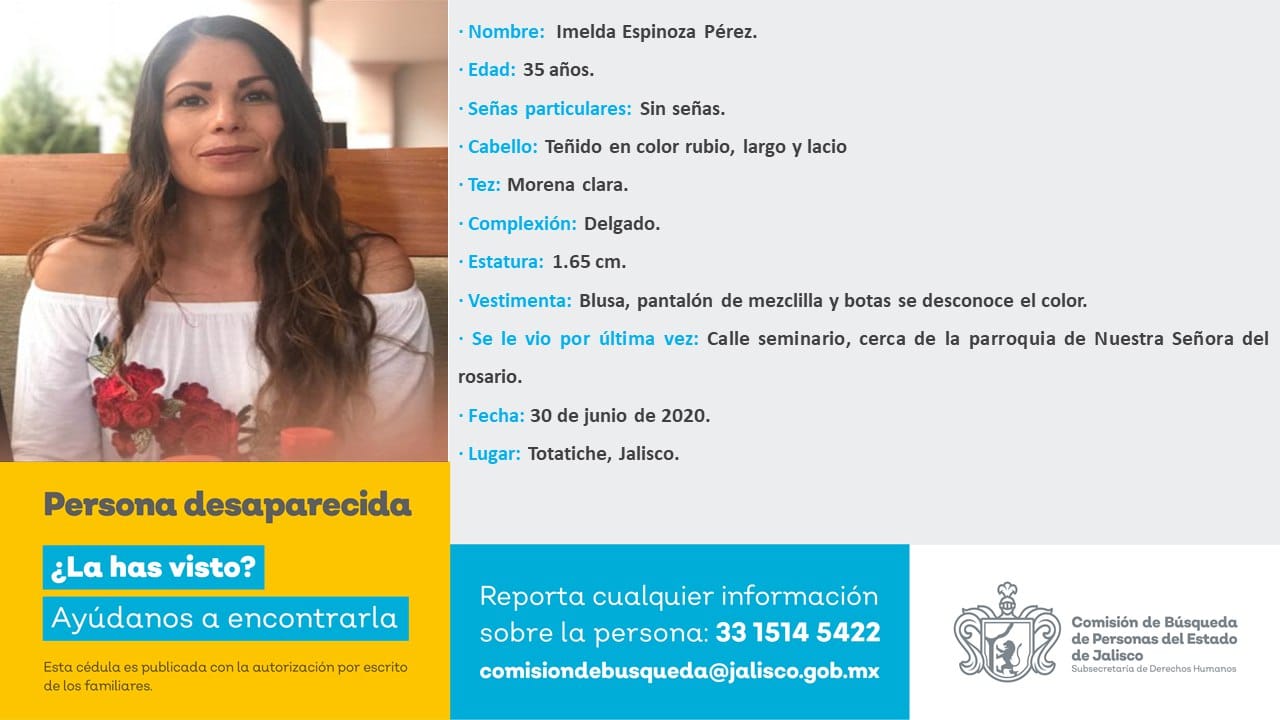 · Nombre: Imelda Espinoza Pérez.
· Edad: 35 años.
· Señas particulares: Sin señas.
· Cabello: Teñido en color rubio, largo y lacio
· Tez: Morena clara.
· Complexión: Delgado.
· Estatura: 1.65 cm.
· Vestimenta: Blusa, pantalón de mezclilla y botas se desconoce el color.
· Se le vio por última vez: Calle seminario, cerca de la parroquia de Nuestra Señora del
rosario.
· Fecha: 30 de junio de 2020.
· Lugar: Totatiche, Jalisco.
Persona desaparecida
¿La has visto?
Ayúdanos a encontrarla
Esta cédula es publicada con la autorización por escrito
de los familiares.
Reporta cualquier información
sobre la persona: 33 1514 5422
comisiondebusqueda@jalisco.gob.mx
Comisión de Búsqueda
de Personas del Estado
de Jalisco
Subsecretaría de Derechos Humanos